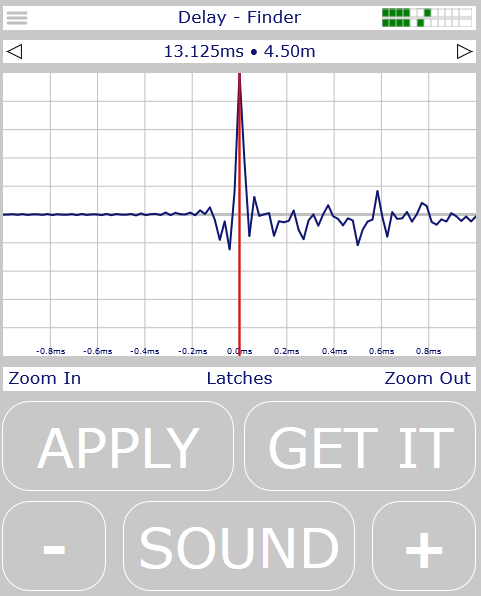 Delay - Finder
13.125ms • 4.50m
-0.8ms -0.6ms -0.4ms -0.2ms 0.0ms 0.2ms 0.4ms 0.6ms 0.8ms
Zoom In Latches Zoom Out
APPLY GET IT
- SOUND +